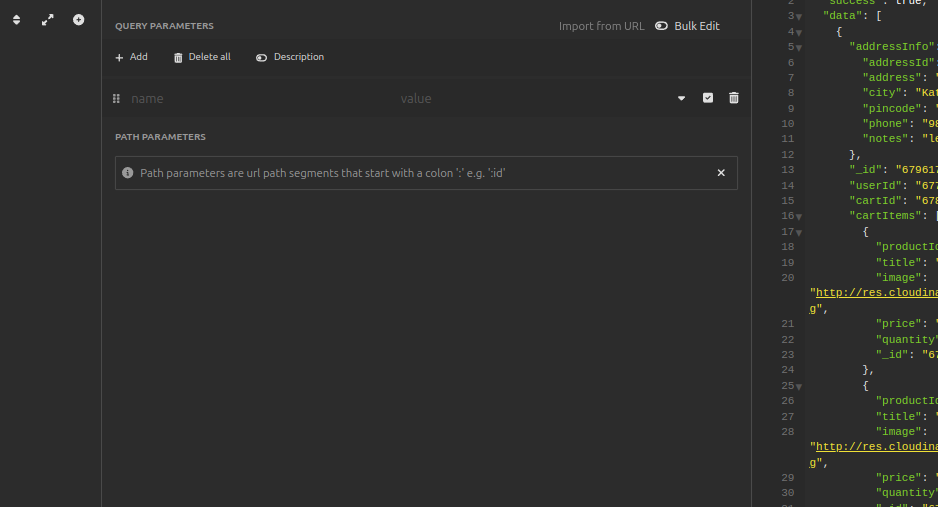 QUERY PARAMETERS
Import from URL
Bulk Edit
Add
Delete all
Description
name
value
PATH PARAMETERS
Path parameters are url path segments that start with a colon ':' e.g. ':id'
2 "success": true,
3 "data": [
4 {
5 "addressInfo":
6 "addressId":
7 "address": "
8 "city": "Kat
9 "pincode": "
10 "phone": "98
11 "notes": "le
12 },
13 "_id": "679617
14 "userId": "677
15 "cartId": "678
16 "cartItems": [
17 {
18 "productId
19 "title": "
20 "image":
"http://res.cloudina
g",
21 "price": "
22 "quantity"
23 "_id": "67
24 },
25 {
26 "productId
27 "title": "
28 "image":
"http://res.cloudina
g",
29 "price": "
30 "quantity"